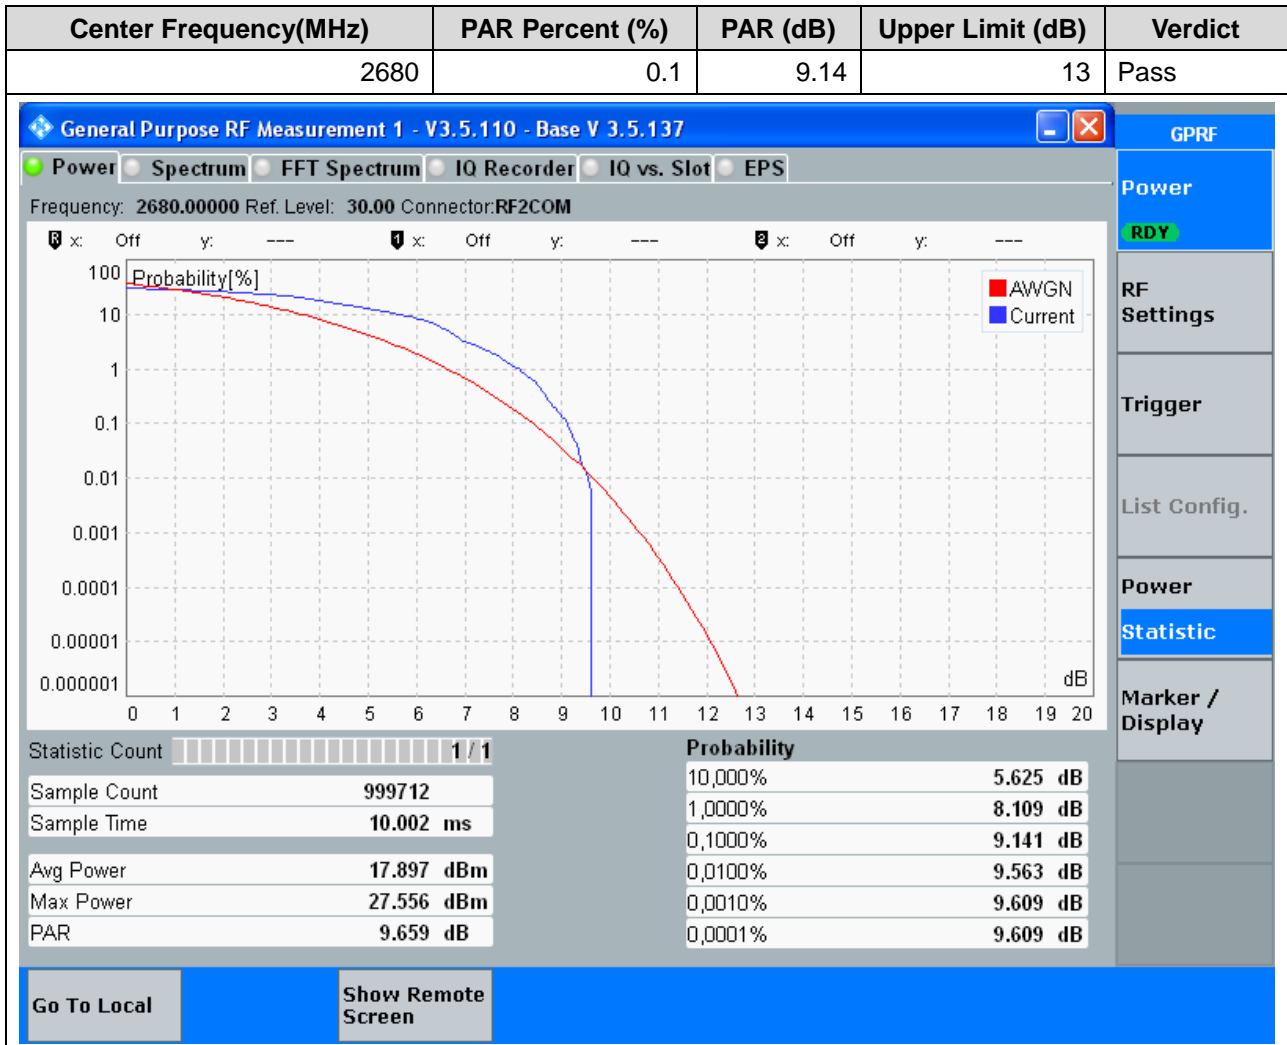 Center Frequency(MHz) PAR Percent (%) PAR (dB) Upper Limit (dB) Verdict
2680 0.1 9.14 13 Pass
General Purpose RF Measurement 1 - V3.5.110 - Base V 3.5.137
GPRF
Power Spectrum FFT Spectrum IQ Recorder IQ vs. Slot EPS
Frequency: 2680.00000 Ref. Level: 30.00 Connector:RF2COM
R x: Off y: --- 1 x: Off y: --- 2 x: Off y: ---
Probability[%]
AWGN
Current
100
10
1
0.1
0.01
0.001
0.0001
0.00001
0.000001
dB
0 1 2 3 4 5 6 7 8 9 10 11 12 13 14 15 16 17 18 19 20
Statistic Count 1 / 1
Sample Count 999712
Sample Time 10.002 ms
Avg Power 17.897 dBm
Max Power 27.556 dBm
PAR 9.659 dB
Probability
10,000% 5.625 dB
1,0000% 8.109 dB
0,1000% 9.141 dB
0,0100% 9.563 dB
0,0010% 9.609 dB
0,0001% 9.609 dB
Power
RDY
RF
Settings
Trigger
List Config.
Power
Statistic
Marker /
Display
Go To Local
Show Remote
Screen